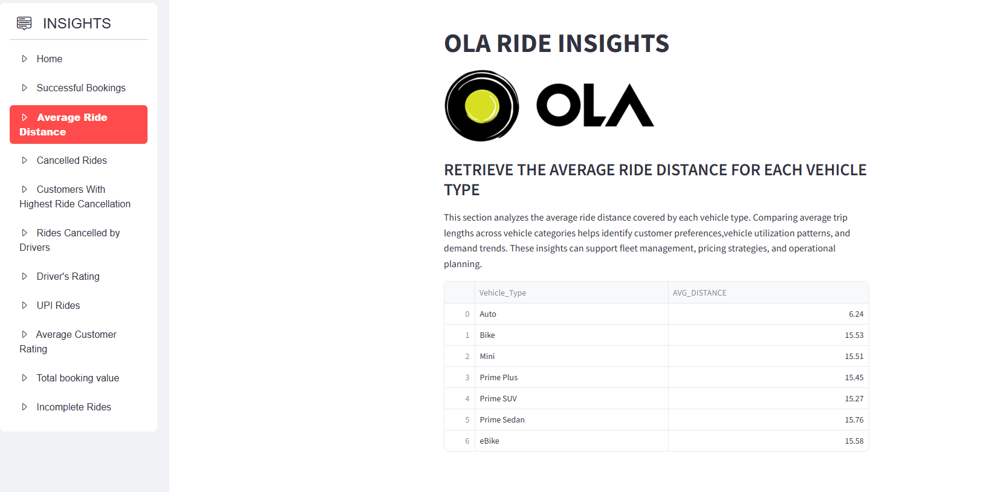 INSIGHTS
Home
Successful Bookings
Average Ride
Distance
Cancelled Rides
Customers With
Highest Ride Cancellation
Rides Cancelled by
Drivers
Driver's Rating
UPI Rides
Average Customer
Rating
Total booking value
Incomplete Rides
OLA RIDE INSIGHTS
OLA
RETRIEVE THE AVERAGE RIDE DISTANCE FOR EACH VEHICLE
TYPE
This section analyzes the average ride distance covered by each vehicle type. Comparing average trip
lengths across vehicle categories helps identify customer preferences,vehicle utilization patterns, and
demand trends. These insights can support fleet management, pricing strategies, and operational
planning.
Vehicle_Type AVG_DISTANCE
0 Auto 6.24
1 Bike 15.53
2 Mini 15.51
3 Prime Plus 15.45
4 Prime SUV 15.27
5 Prime Sedan 15.76
6 eBike 15.58